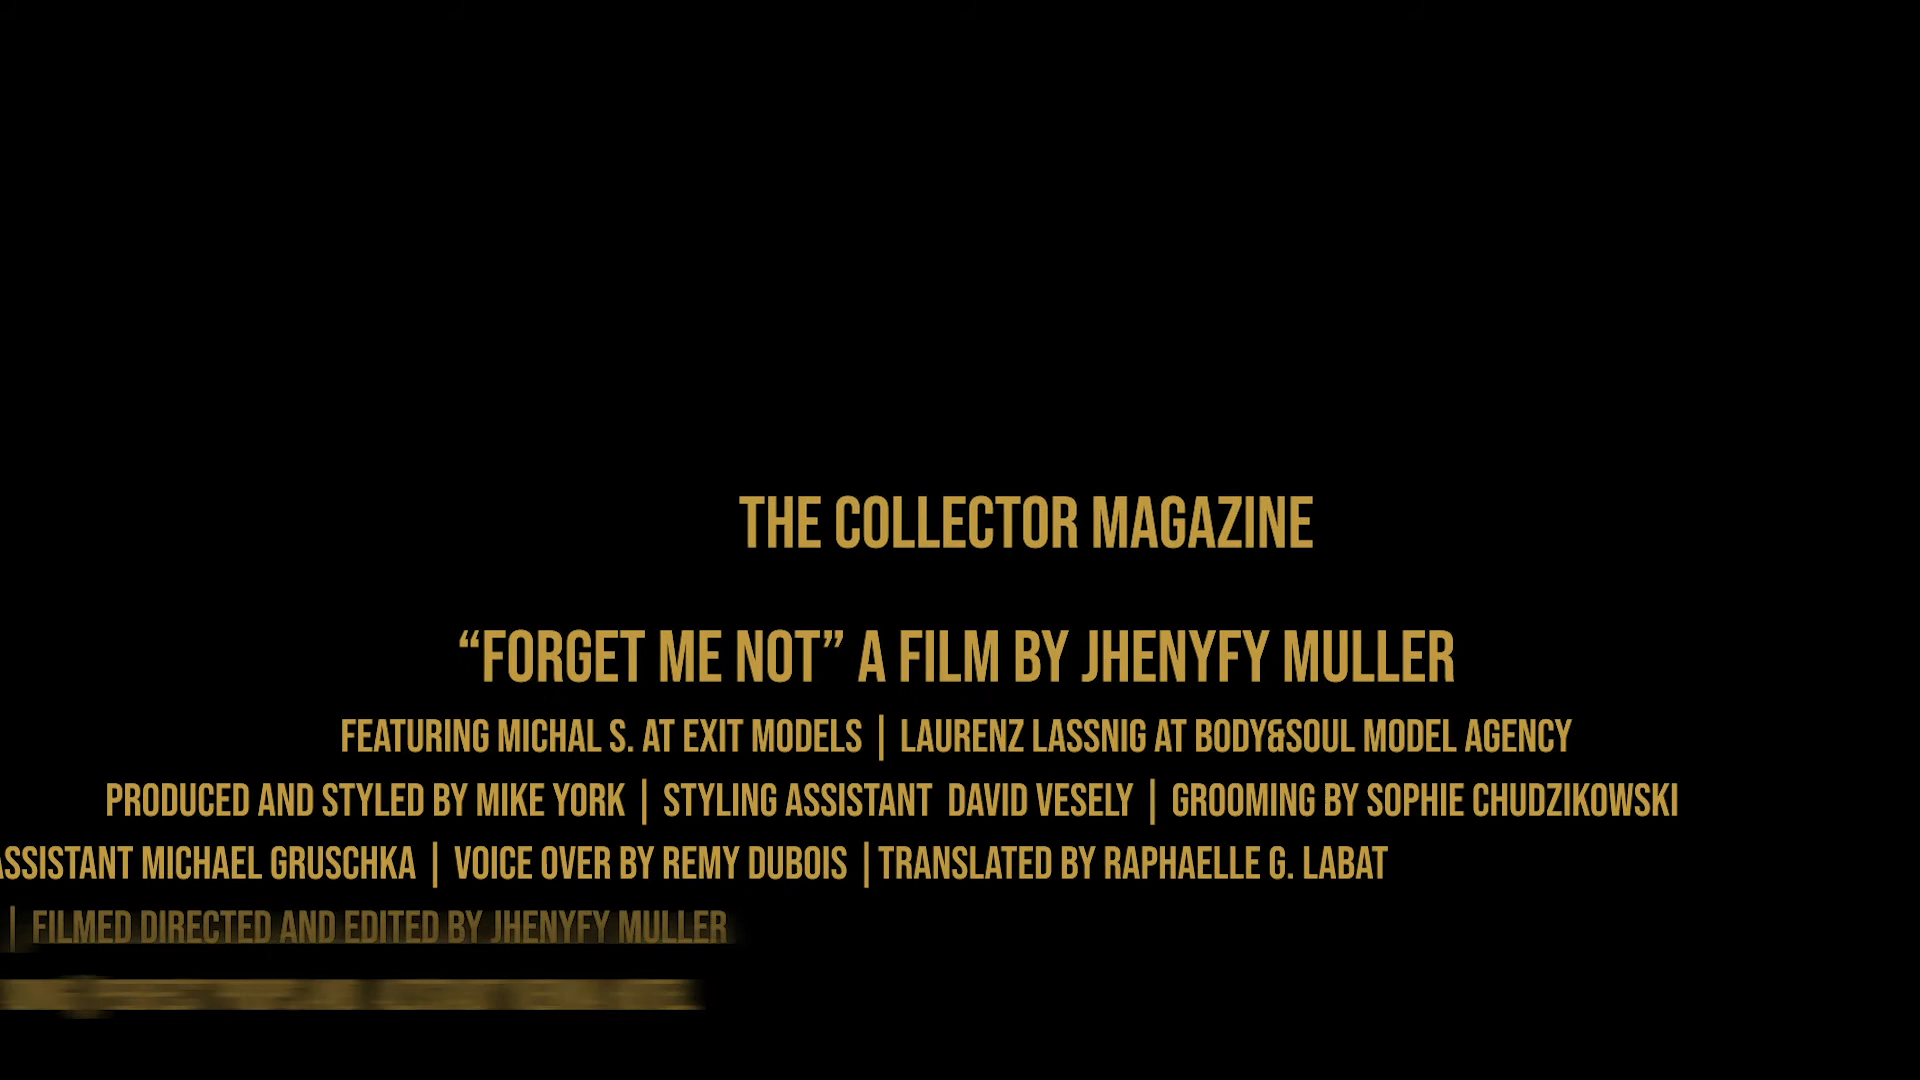 THE COLLECTOR MAGAZINE
“FORGET ME NOT” A FILM BY JHENYFY MULLER
FEATURING MICHAL S. AT EXIT MODELS | LAURENZ LASSNIG AT BODY&SOUL MODEL AGENCY
PRODUCED AND STYLED BY MIKE YORK | STYLING ASSISTANT DAVID VESELY | GROOMING BY SOPHIE CHUDZIKOWSKI
ASSISTANT MICHAEL GRUSCHKA | VOICE OVER BY REMY DUBOIS | TRANSLATED BY RAPHAELLE G. LABAT
| FILMED DIRECTED AND EDITED BY JHENYFY MULLER